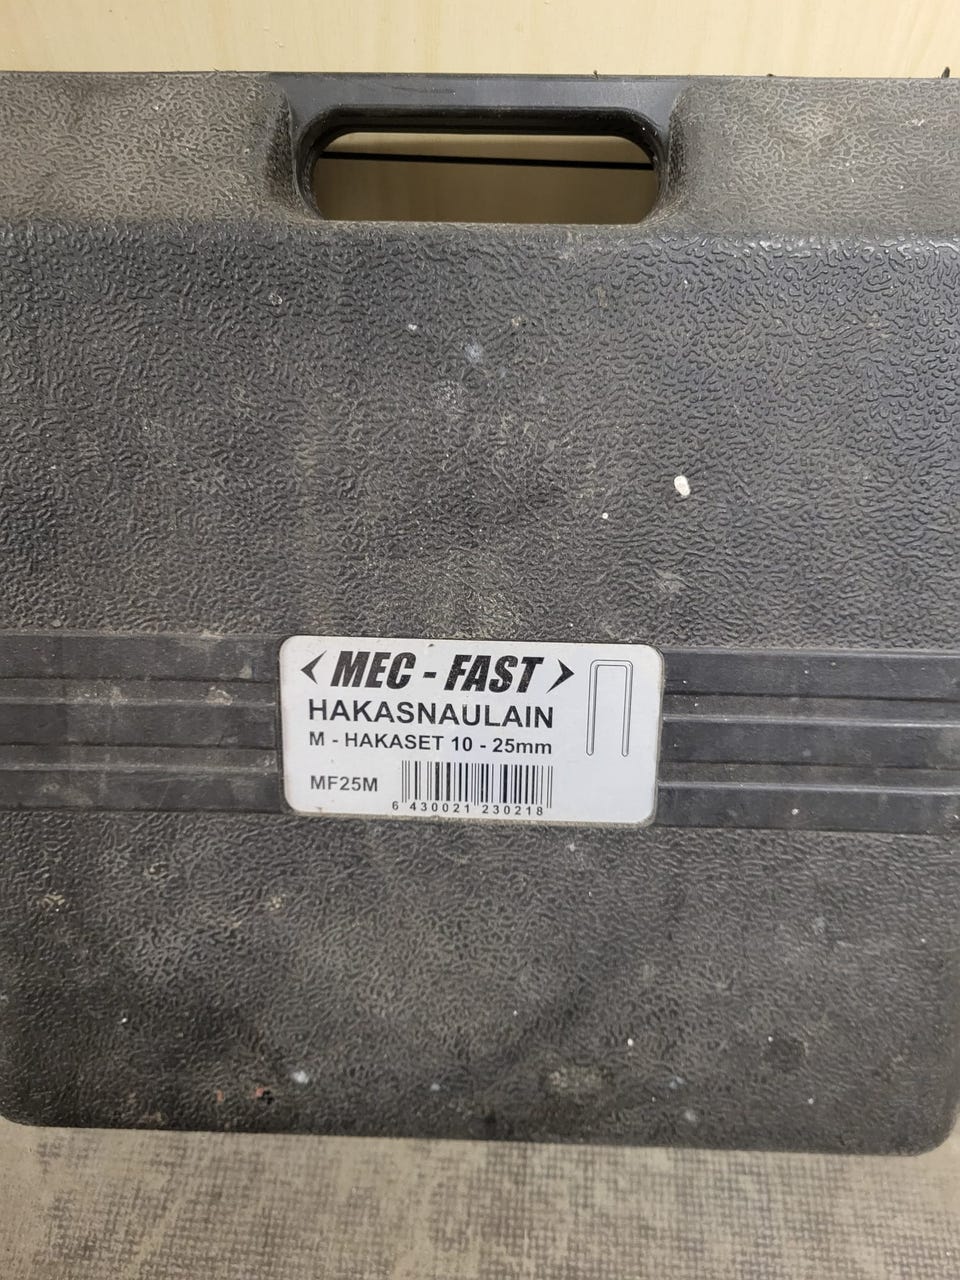 MEC - FAST
HAKASNAULAIN
M - HAKASET 10 - 25mm
MF25M
6 430021 230218